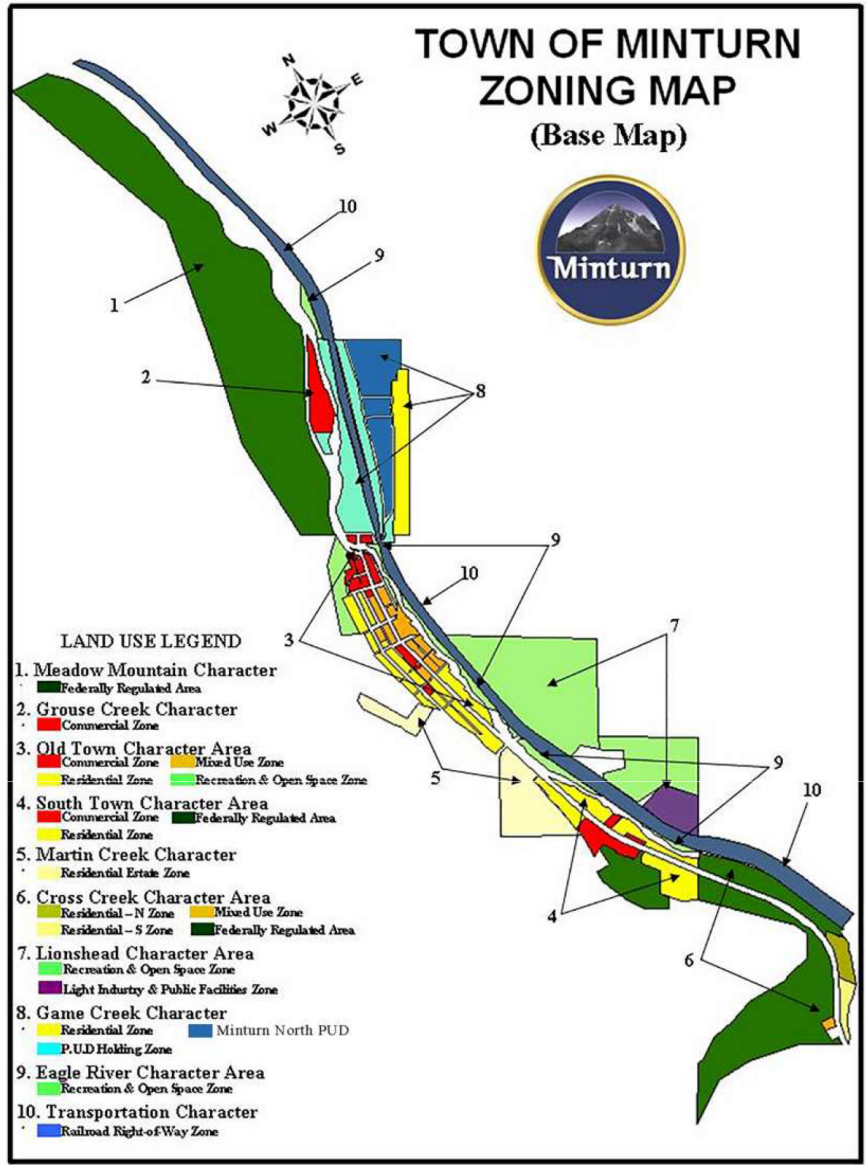 TOWN OF MINTURN
ZONING MAP
(Base Map)
N
E
W
S
Minturn
10
9
1
2
8
9
10
3
7
5
9
10
4
6
LAND USE LEGEND
1. Meadow Mountain Character
Federally Regulated Area
2. Grouse Creek Character
Commercial Zone
3. Old Town Character Area
Commercial Zone Mixed Use Zone
Residential Zone Recreation & Open Space Zone
4. South Town Character Area
Commercial Zone Federally Regulated Area
Residential Zone
5. Martin Creek Character
Residential Estate Zone
6. Cross Creek Character Area
Residential – N Zone Mixed Use Zone
Residential – S Zone Federally Regulated Area
7. Lionshead Character Area
Recreation & Open Space Zone
Light Industry & Public Facilities Zone
8. Game Creek Character
Residential Zone Minturn North PUD
P.U.D Holding Zone
9. Eagle River Character Area
Recreation & Open Space Zone
10. Transportation Character
Railroad Right-of-Way Zone